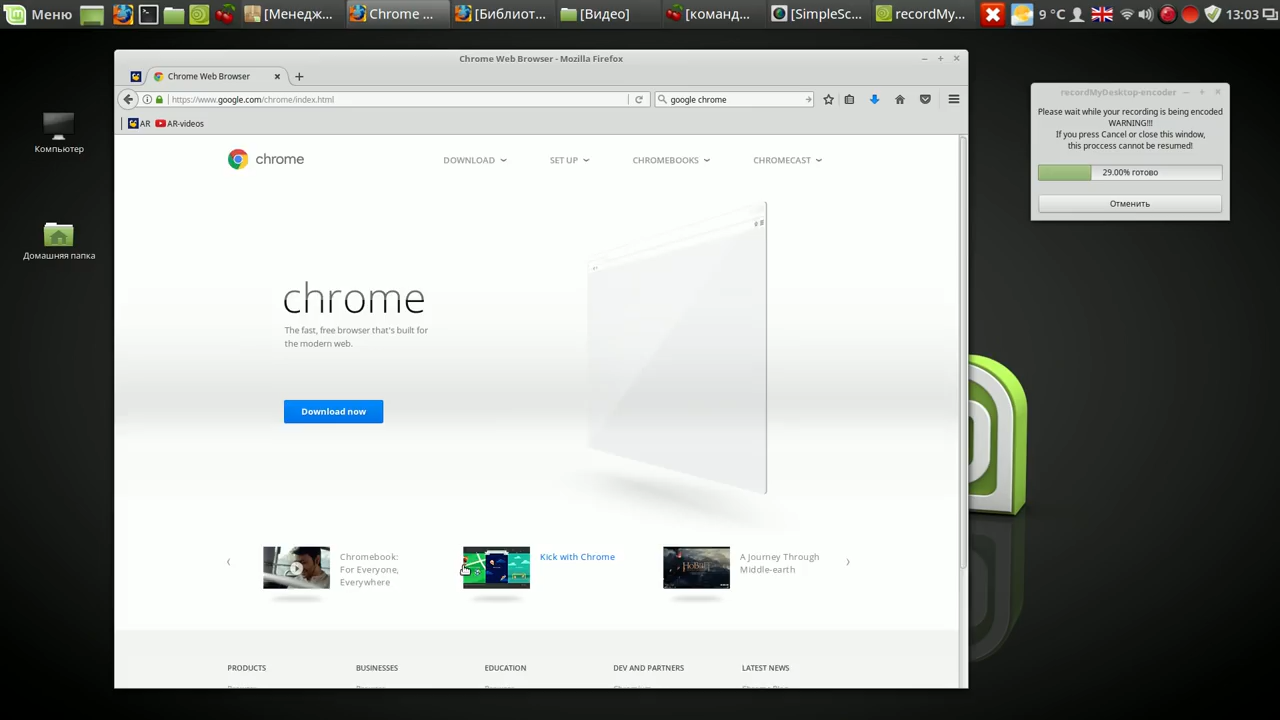 Меню
[Менедж...
Chrome ...
[Библиот...
[Видео]
[команд...
[SimpleSc...
recordMy...
9 °C
13:03
Chrome Web Browser - Mozilla Firefox
Chrome Web Browser
https://www.google.com/chrome/index.html
google chrome
AR
AR-videos
Компьютер
Домашняя папка
chrome
DOWNLOAD
SET UP
CHROMEBOOKS
CHROMECAST
chrome
The fast, free browser that's built for
the modern web.
Download now
Chromebook:
For Everyone,
Everywhere
Kick with Chrome
A Journey Through
Middle-earth
PRODUCTS
BUSINESSES
EDUCATION
DEV AND PARTNERS
LATEST NEWS
recordMyDesktop-encoder
Please wait while your recording is being encoded
WARNING!!!
If you press Cancel or close this window,
this proccess cannot be resumed!
29.00% готово
Отменить